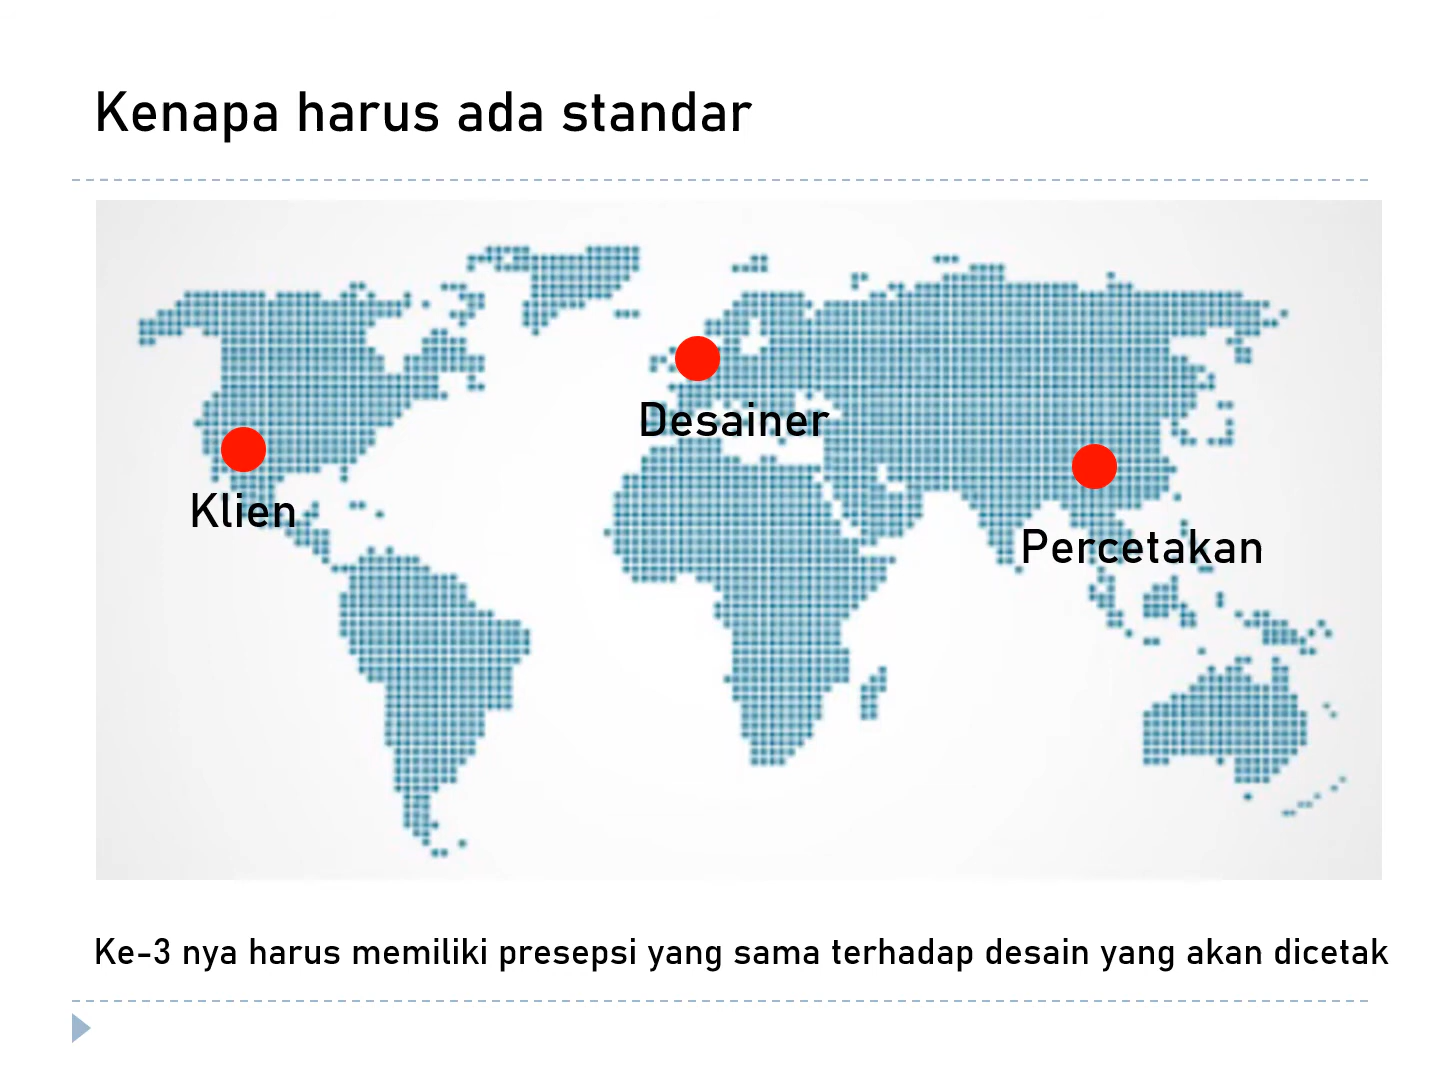 Kenapa harus ada standar
Desainer
Klien
Percetakan
Ke-3 nya harus memiliki presepsi yang sama terhadap desain yang akan dicetak